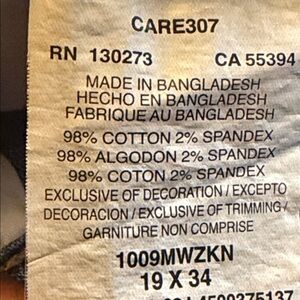 CARE307
RN 130273 CA 55394
MADE IN BANGLADESH
HECHO EN BANGLADESH
FABRIQUE AU BANGLADESH
98% COTTON 2% SPANDEX
98% ALGODON 2% SPANDEX
98% COTON 2% SPANDEX
EXCLUSIVE OF DECORATION / EXCEPTO
DECORACION / EXCLUSIVE OF TRIMMING /
GARNITURE NON COMPRISE
1009MWZKN
19 X 34